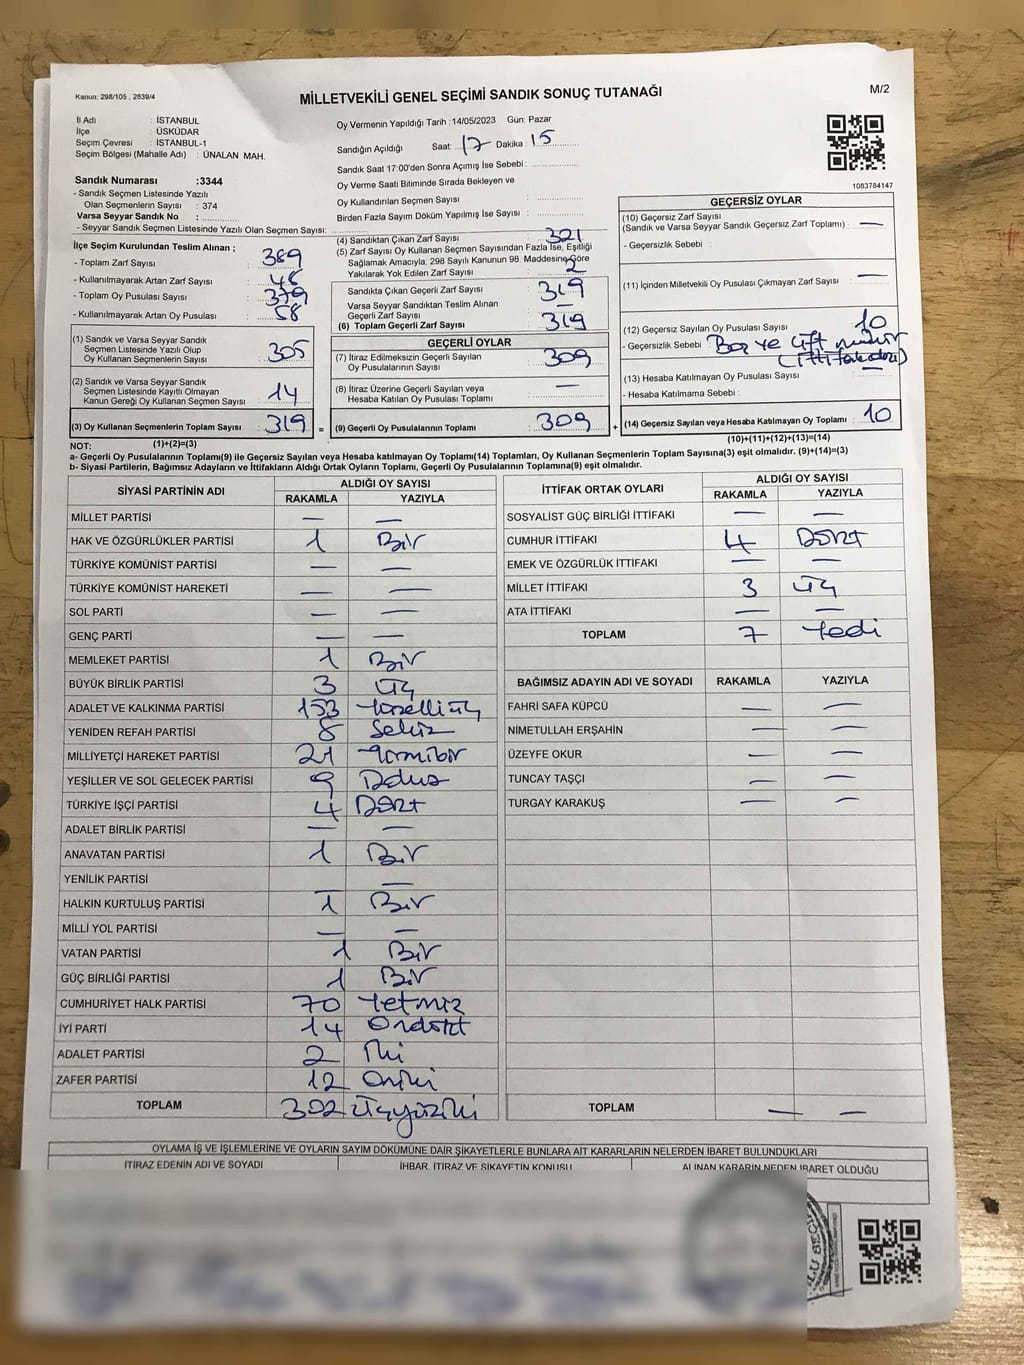 Kanun: 298/105 , 2839/4
MİLLETVEKİLİ GENEL SEÇİMİ SANDIK SONUÇ TUTANAĞI
M/2
İl Adı : İSTANBUL
İlçe : ÜSKÜDAR
Seçim Çevresi : İSTANBUL-1
Seçim Bölgesi (Mahalle Adı) : ÜNALAN MAH.
Sandık Numarası :3344
- Sandık Seçmen Listesinde Yazılı
Olan Seçmenlerin Sayısı : 374
Varsa Seyyar Sandık No :
- Seyyar Sandık Seçmen Listesinde Yazılı Olan Seçmen Sayısı:
Oy Vermenin Yapıldığı Tarih :14/05/2023 Gün: Pazar
Sandığın Açıldığı Saat: 17 Dakika : 15
Sandık Saat 17:00'den Sonra Açımış İse Sebebi :
Oy Verme Saati Bitiminde Sırada Bekleyen ve
Oy Kullandırılan Seçmen Sayısı :
Birden Fazla Sayım Döküm Yapılmış İse Sayısı :
1083784147
İlçe Seçim Kurulundan Teslim Alınan ;
- Toplam Zarf Sayısı : 389
- Kullanılmayarak Artan Zarf Sayısı : 46
- Toplam Oy Pusulası Sayısı : 379
- Kullanılmayarak Artan Oy Pusulası : 58
(4) Sandıktan Çıkan Zarf Sayısı : 321
(5) Zarf Sayısı Oy Kullanan Seçmen Sayısından Fazla İse, Eşitliği
Sağlamak Amacıyla, 298 Sayılı Kanunun 98. Maddesine Göre
Yakılarak Yok Edilen Zarf Sayısı : 2
Sandıkta Çıkan Geçerli Zarf Sayısı : 319
Varsa Seyyar Sandıktan Teslim Alınan
Geçerli Zarf Sayısı : —
(6) Toplam Geçerli Zarf Sayısı : 319
GEÇERSİZ OYLAR
(10) Geçersiz Zarf Sayısı
(Sandık ve Varsa Seyyar Sandık Geçersiz Zarf Toplamı) : —
- Geçersizlik Sebebi :
(11) İçinden Milletvekili Oy Pusulası Çıkmayan Zarf Sayısı : —
(12) Geçersiz Sayılan Oy Pusulası Sayısı : 10
- Geçersizlik Sebebi : Boş ve çift mühür
(ittifak dışı)
(13) Hesaba Katılmayan Oy Pusulası Sayısı : —
- Hesaba Katılmama Sebebi :
(14) Geçersiz Sayılan veya Hesaba Katılmayan Oy Toplamı : 10
(10)+(11)+(12)+(13)=(14)
(1) Sandık ve Varsa Seyyar Sandık
Seçmen Listesinde Yazılı Olup
Oy Kullanan Seçmenlerin Sayısı : 305
(2) Sandık ve Varsa Seyyar Sandık
Seçmen Listesinde Kayıtlı Olmayan
Kanun Gereği Oy Kullanan Seçmen Sayısı : 14
(3) Oy Kullanan Seçmenlerin Toplam Sayısı : 319 =
(1)+(2)=(3)
GEÇERLİ OYLAR
(7) İtiraz Edilmeksizin Geçerli Sayılan
Oy Pusulalarının Sayısı : 309
(8) İtiraz Üzerine Geçerli Sayılan veya
Hesaba Katılan Oy Pusulası Toplamı : —
(9) Geçerli Oy Pusulalarının Toplamı : 309 +
NOT:
a- Geçerli Oy Pusulalarının Toplamı(9) ile Geçersiz Sayılan veya Hesaba Katılmayan Oy Toplamı(14) Toplamları, Oy Kullanan Seçmenlerin Toplam Sayısına(3) eşit olmalıdır. (9)+(14)=(3)
b- Siyasi Partilerin, Bağımsız Adayların ve İttifakların Aldığı Ortak Oyların Toplamı, Geçerli Oy Pusulalarının Toplamına(9) eşit olmalıdır.
SİYASİ PARTİNİN ADI ALDIĞI OY SAYISI
RAKAMLA YAZIYLA
MİLLET PARTİSİ — —
HAK VE ÖZGÜRLÜKLER PARTİSİ 1 Bir
TÜRKİYE KOMÜNİST PARTİSİ — —
TÜRKİYE KOMÜNİST HAREKETİ — —
SOL PARTİ — —
GENÇ PARTİ — —
MEMLEKET PARTİSİ 1 Bir
BÜYÜK BİRLİK PARTİSİ 3 Üç
ADALET VE KALKINMA PARTİSİ 153 Yüzelliüç
YENİDEN REFAH PARTİSİ 8 Sekiz
MİLLİYETÇİ HAREKET PARTİSİ 21 Yirmibir
YEŞİLLER VE SOL GELECEK PARTİSİ 9 Dokuz
TÜRKİYE İŞÇİ PARTİSİ 4 Dört
ADALET BİRLİK PARTİSİ — —
ANAVATAN PARTİSİ 1 Bir
YENİLİK PARTİSİ —
HALKIN KURTULUŞ PARTİSİ 1 Bir
MİLLİ YOL PARTİSİ — —
VATAN PARTİSİ 1 Bir
GÜÇ BİRLİĞİ PARTİSİ 1 Bir
CUMHURİYET HALK PARTİSİ 70 Yetmiz
İYİ PARTİ 14 Ondört
ADALET PARTİSİ 2 İki
ZAFER PARTİSİ 12 Oniki
TOPLAM 302 Üçyüziki
İTTİFAK ORTAK OYLARI ALDIĞI OY SAYISI
RAKAMLA YAZIYLA
SOSYALİST GÜÇ BİRLİĞİ İTTİFAKI — —
CUMHUR İTTİFAKI 4 Dört
EMEK VE ÖZGÜRLÜK İTTİFAKI — —
MİLLET İTTİFAKI 3 Üç
ATA İTTİFAKI — —
TOPLAM 7 Yedi
BAĞIMSIZ ADAYIN ADI VE SOYADI RAKAMLA YAZIYLA
FAHRİ SAFA KÜPCÜ — —
NİMETULLAH ERŞAHİN — —
ÜZEYFE OKUR — —
TUNCAY TAŞÇI — —
TURGAY KARAKUŞ — —
TOPLAM — —
OYLAMA İŞ VE İŞLEMLERİNE VE OYLARIN SAYIM DÖKÜMÜNE DAİR ŞİKAYETLERLE BUNLARA AİT KARARLARIN NELERDEN İBARET BULUNDUKLARI
İTİRAZ EDENİN ADI VE SOYADI İHBAR, İTİRAZ VE ŞİKAYETİN KONUSU ALINAN KARARIN NEDEN İBARET OLDUĞU